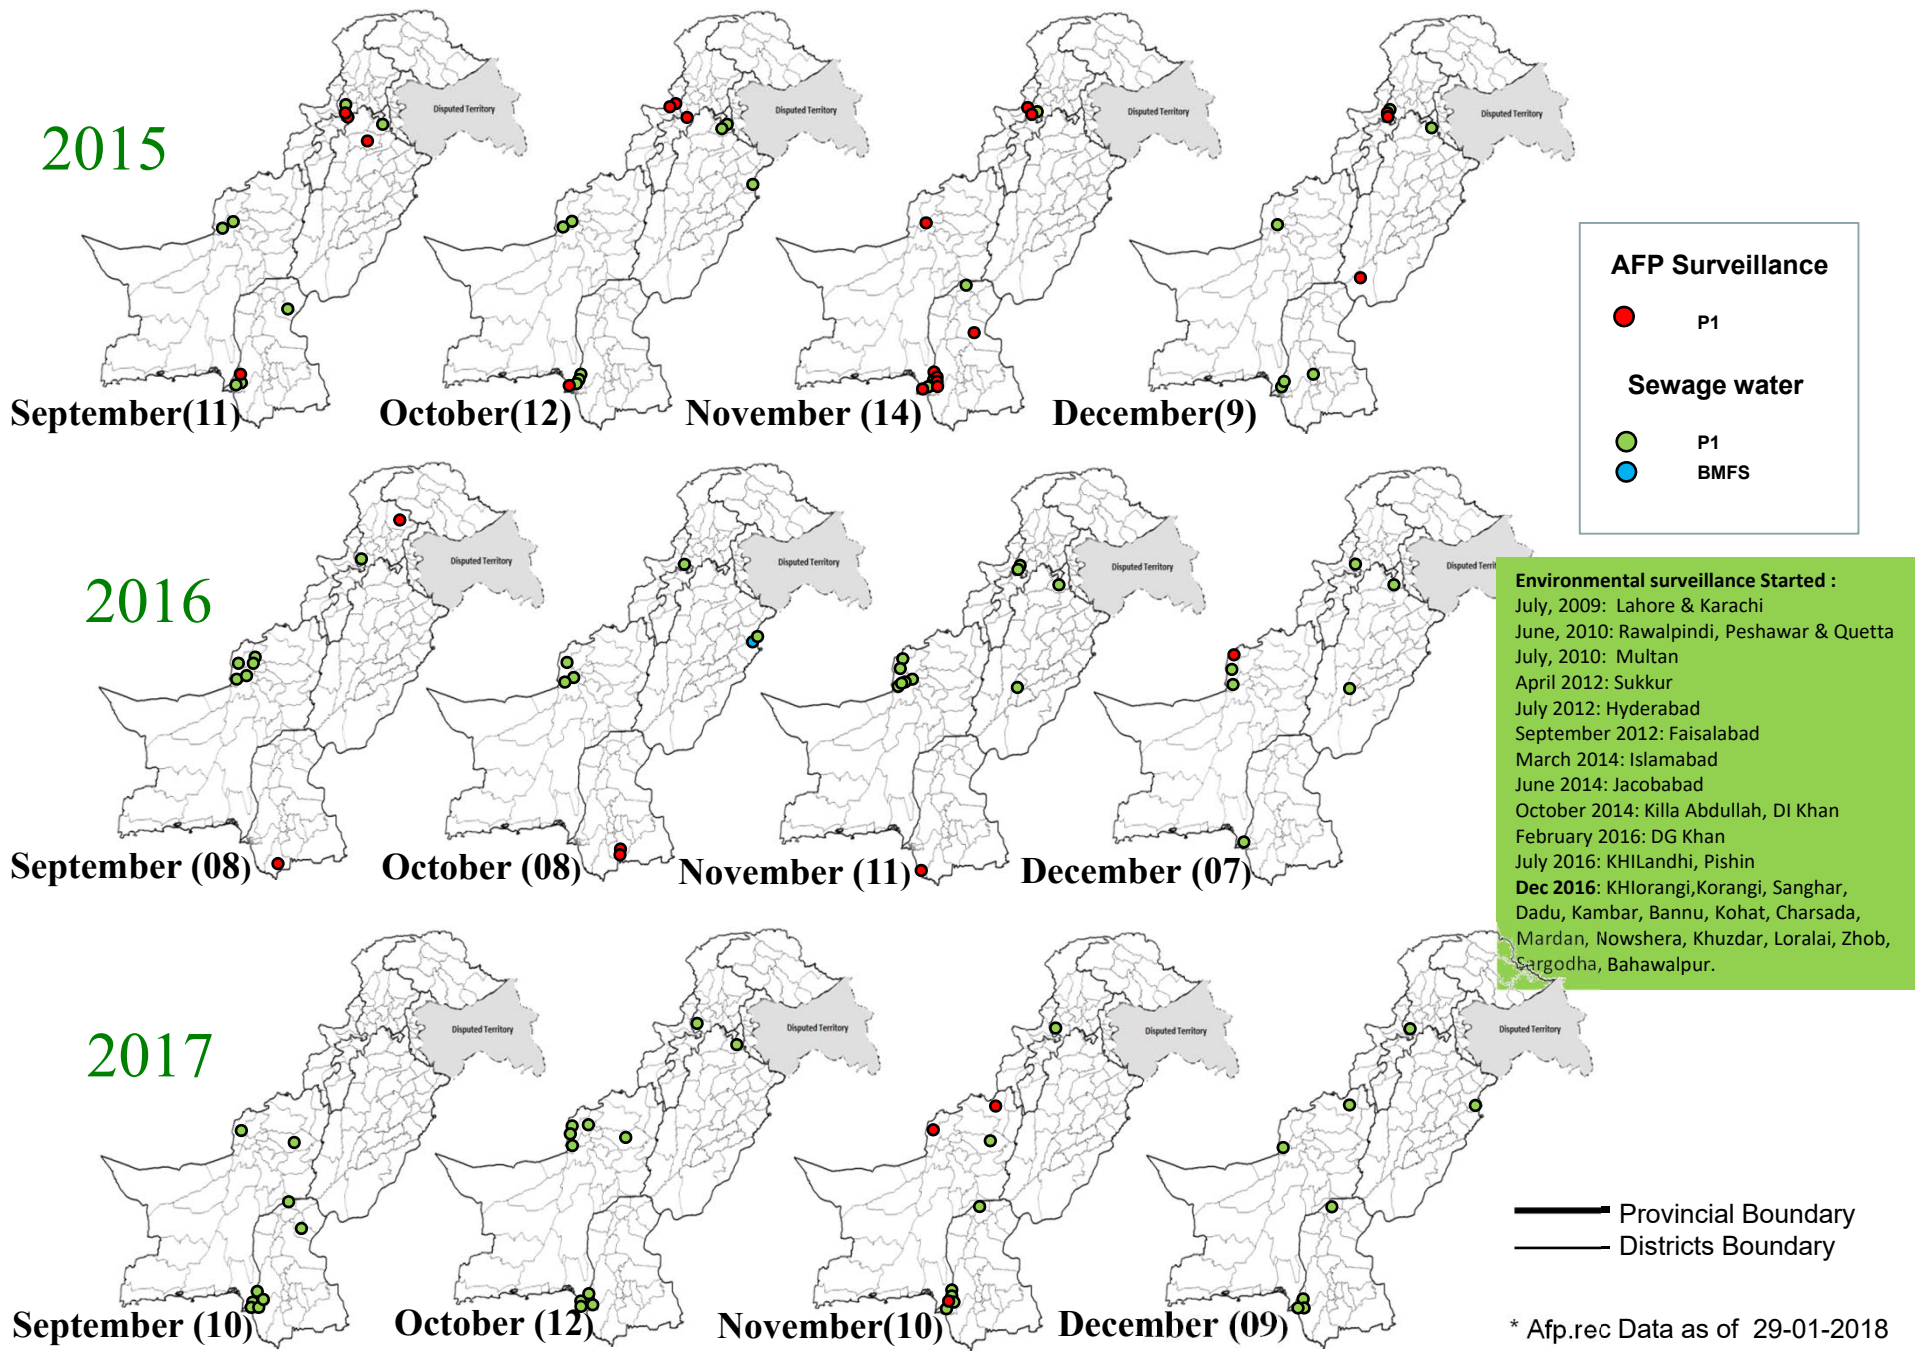 2015
Disputed Territory
Disputed Territory
Disputed Territory
Disputed Territory
September(11)
October(12)
November (14)
December(9)
AFP Surveillance
P1
Sewage water
P1
BMFS
2016
Disputed Territory
Disputed Territory
Disputed Territory
Disputed Territ
September (08)
October (08)
November (11)
December (07)
Environmental surveillance Started :
July, 2009: Lahore & Karachi
June, 2010: Rawalpindi, Peshawar & Quetta
July, 2010: Multan
April 2012: Sukkur
July 2012: Hyderabad
September 2012: Faisalabad
March 2014: Islamabad
June 2014: Jacobabad
October 2014: Killa Abdullah, DI Khan
February 2016: DG Khan
July 2016: KHILandhi, Pishin
Dec 2016: KHIorangi,Korangi, Sanghar,
Dadu, Kambar, Bannu, Kohat, Charsada,
Mardan, Nowshera, Khuzdar, Loralai, Zhob,
Sargodha, Bahawalpur.
2017
Disputed Territory
Disputed Territory
Disputed Territory
Disputed Territory
September (10)
October (12)
November(10)
December (09)
Provincial Boundary
Districts Boundary
* Afp.rec Data as of 29-01-2018